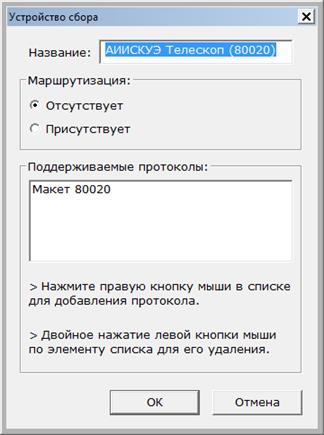 Устройство сбора
Название: АИИСКУЭ Телескоп (80020)
Маршрутизация:
Отсутствует
Присутствует
Поддерживаемые протоколы:
Макет 80020
> Нажмите правую кнопку мыши в списке
для добавления протокола.
> Двойное нажатие левой кнопки мыши
по элементу списка для его удаления.
OK Отмена